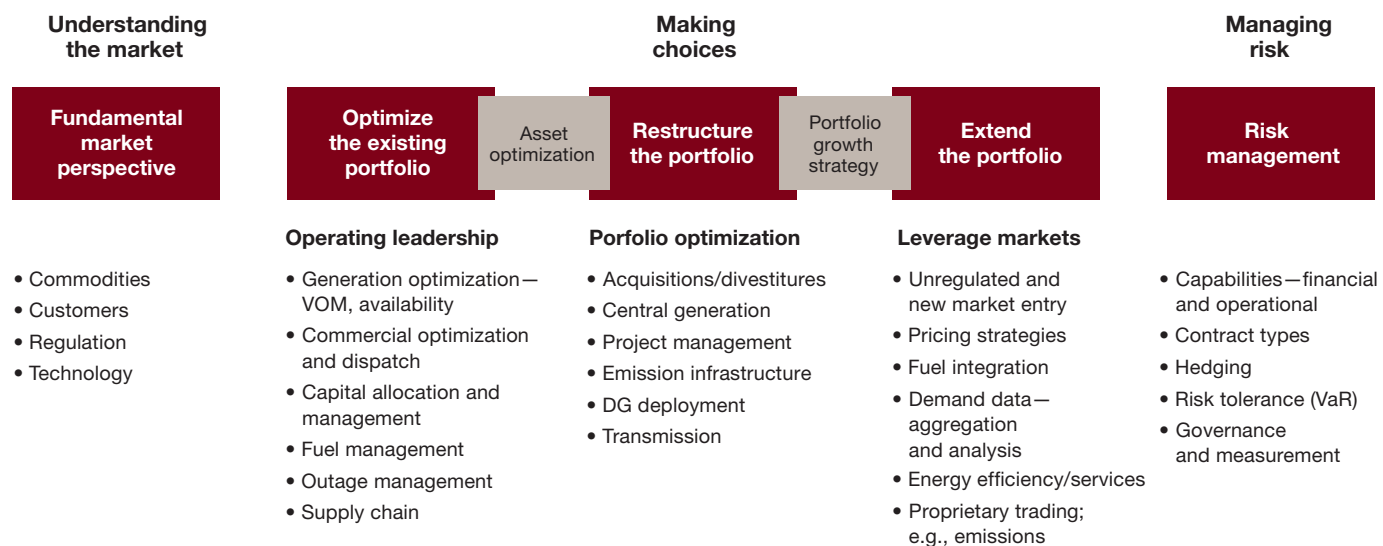 Understanding
the market
Making
choices
Managing
risk
Fundamental
market
perspective
Optimize
the existing
portfolio
Asset
optimization
Restructure
the portfolio
Portfolio
growth
strategy
Extend
the portfolio
Risk
management
• Commodities
• Customers
• Regulation
• Technology
Operating leadership
• Generation optimization—
VOM, availability
• Commercial optimization
and dispatch
• Capital allocation and
management
• Fuel management
• Outage management
• Supply chain
Porfolio optimization
• Acquisitions/divestitures
• Central generation
• Project management
• Emission infrastructure
• DG deployment
• Transmission
Leverage markets
• Unregulated and
new market entry
• Pricing strategies
• Fuel integration
• Demand data—
aggregation
and analysis
• Energy efficiency/services
• Proprietary trading;
e.g., emissions
• Capabilities—financial
and operational
• Contract types
• Hedging
• Risk tolerance (VaR)
• Governance
and measurement